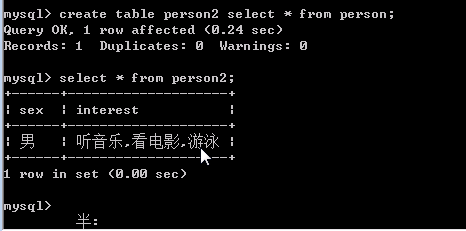 mysql> create table person2 select * from person;
Query OK, 1 row affected (0.24 sec)
Records: 1  Duplicates: 0  Warnings: 0
mysql> select * from person2;
+------+--------------------+
| sex  | interest           |
+------+--------------------+
| 男   | 听音乐,看电影,游泳 |
+------+--------------------+
1 row in set (0.00 sec)
mysql>
半: